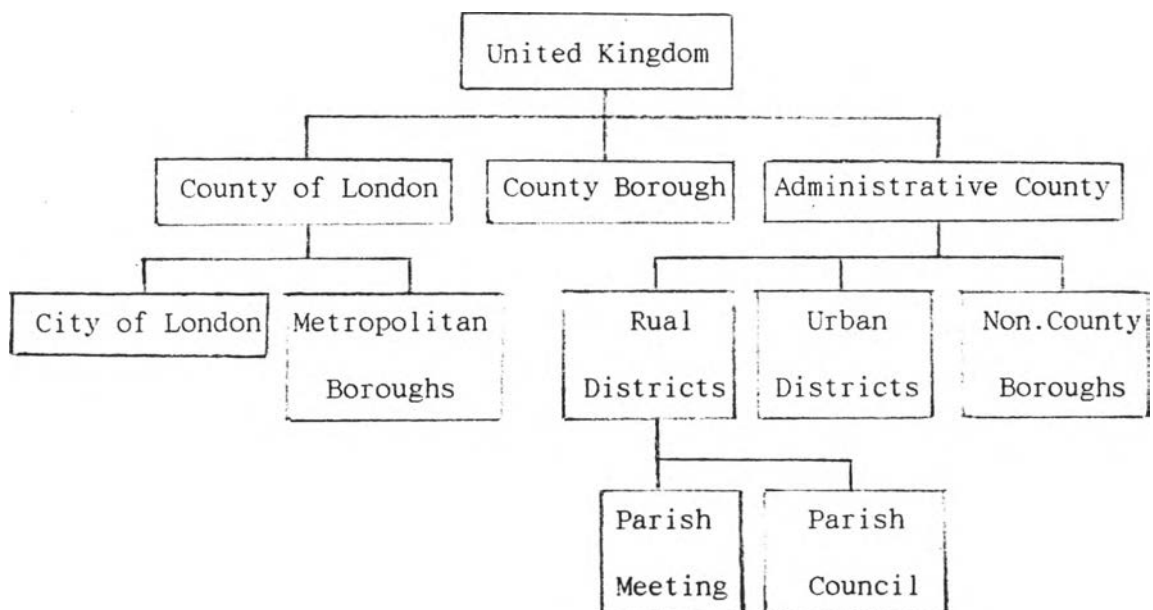 United Kingdom
County of London
County Borough
Administrative County
City of London
Metropolitan
Boroughs
Rual
Districts
Urban
Districts
Non.County
Boroughs
Parish
Meeting
Parish
Council